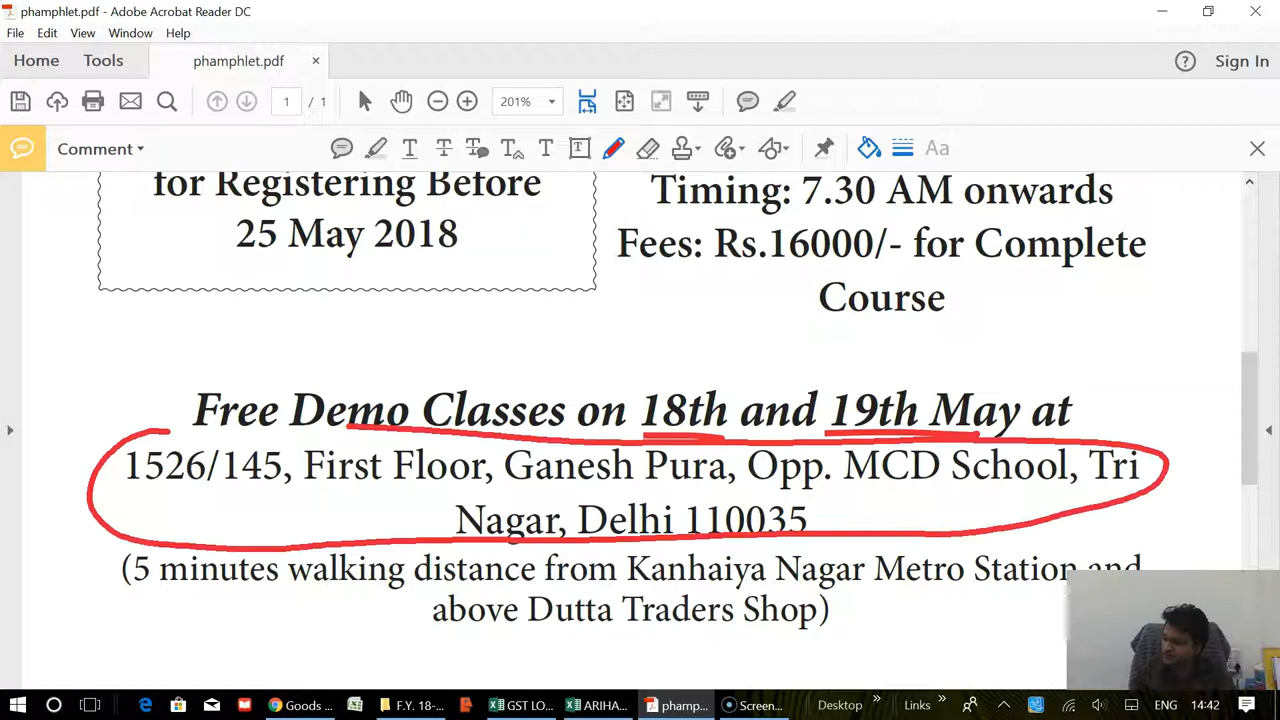 phamphlet.pdf - Adobe Acrobat Reader DC
File Edit View Window Help
Home Tools phamphlet.pdf × ? Sign In
1 / 1 201%
Comment T T T T T T Aa
for Registering Before
25 May 2018
Timing: 7.30 AM onwards
Fees: Rs.16000/- for Complete
Course
Free Demo Classes on 18th and 19th May at
1526/145, First Floor, Ganesh Pura, Opp. MCD School, Tri
Nagar, Delhi 110035
(5 minutes walking distance from Kanhaiya Nagar Metro Station and
above Dutta Traders Shop)
Goods ... F.Y. 18-... GST LO... ARIHA... phamp... Screen... Desktop » Links » ENG 14:42